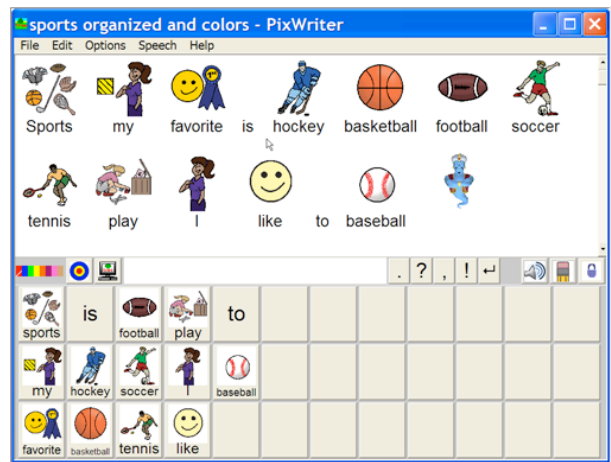 sports organized and colors - PixWriter
File Edit Options Speech Help
Sports my favorite is hockey basketball football soccer
tennis play I like to baseball
. ? , ! ↵
sports is football play to
my hockey soccer I baseball
favorite basketball tennis like